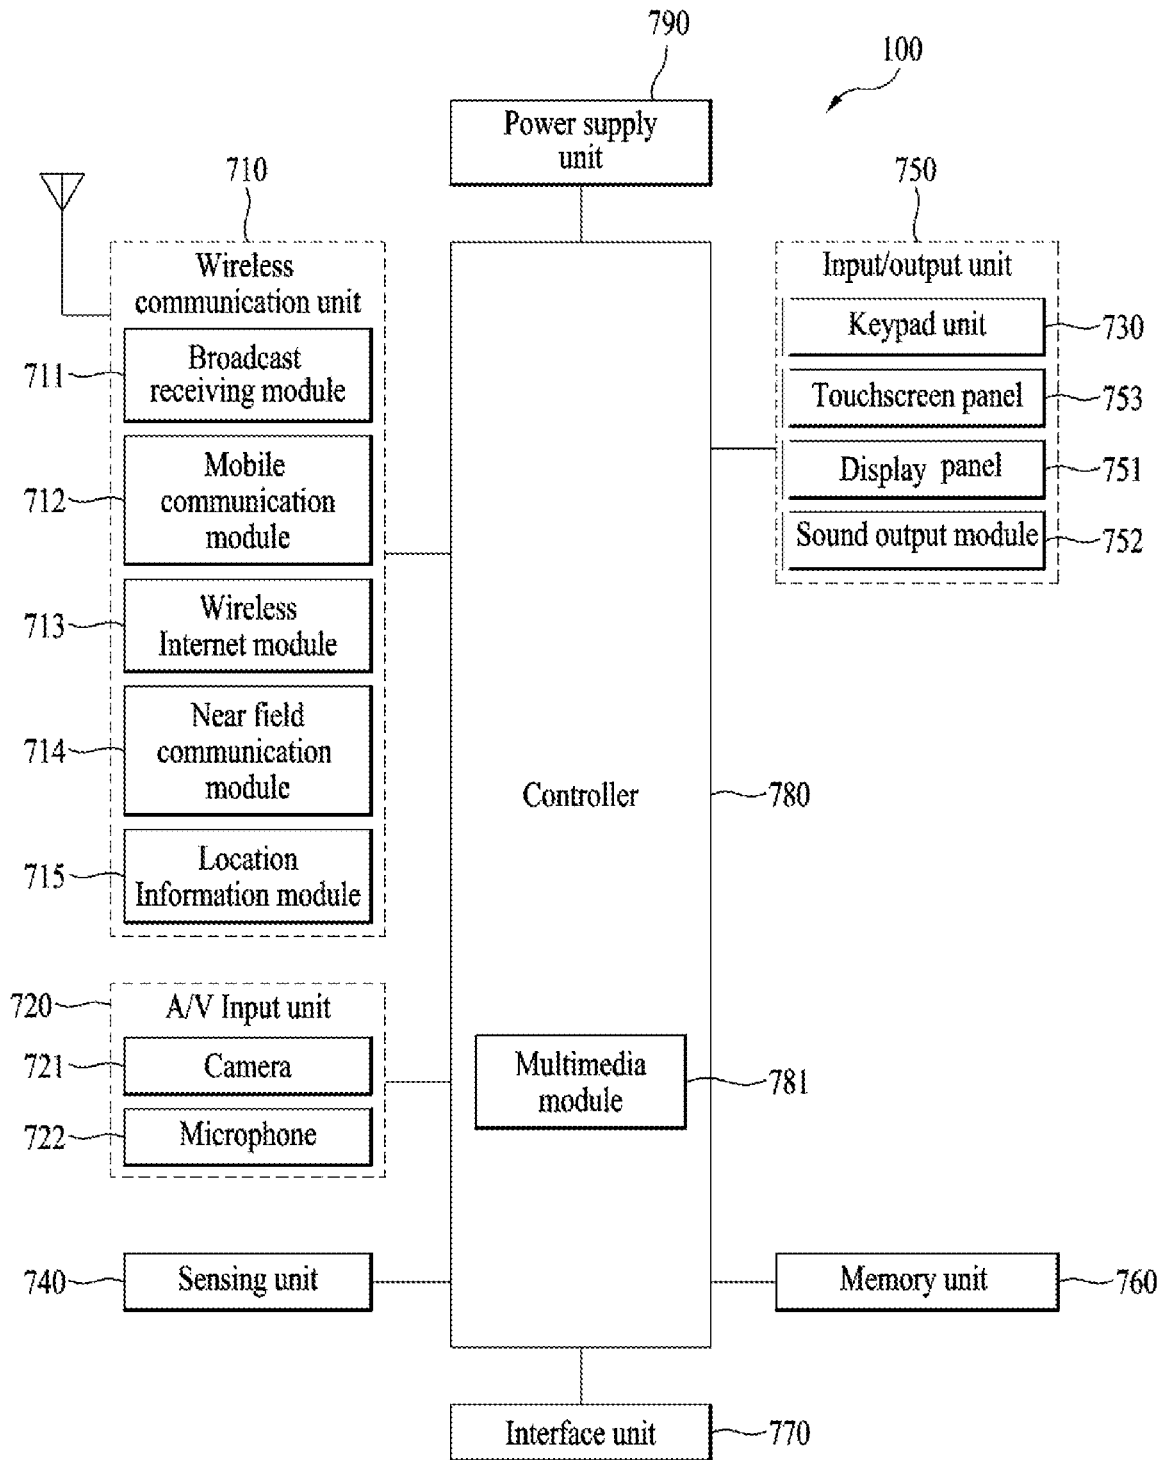 790
100
Power supply
unit
710
750
Wireless
communication unit
Input/output unit
Broadcast
receiving module
711
Keypad unit
730
Touchscreen panel
753
Mobile
communication
module
712
Display panel
751
Sound output module
752
Wireless
Internet module
713
Near field
communication
module
714
Controller
780
Location
Information module
715
720
A/V Input unit
721
Camera
Multimedia
module
781
722
Microphone
740
Sensing unit
Memory unit
760
Interface unit
770